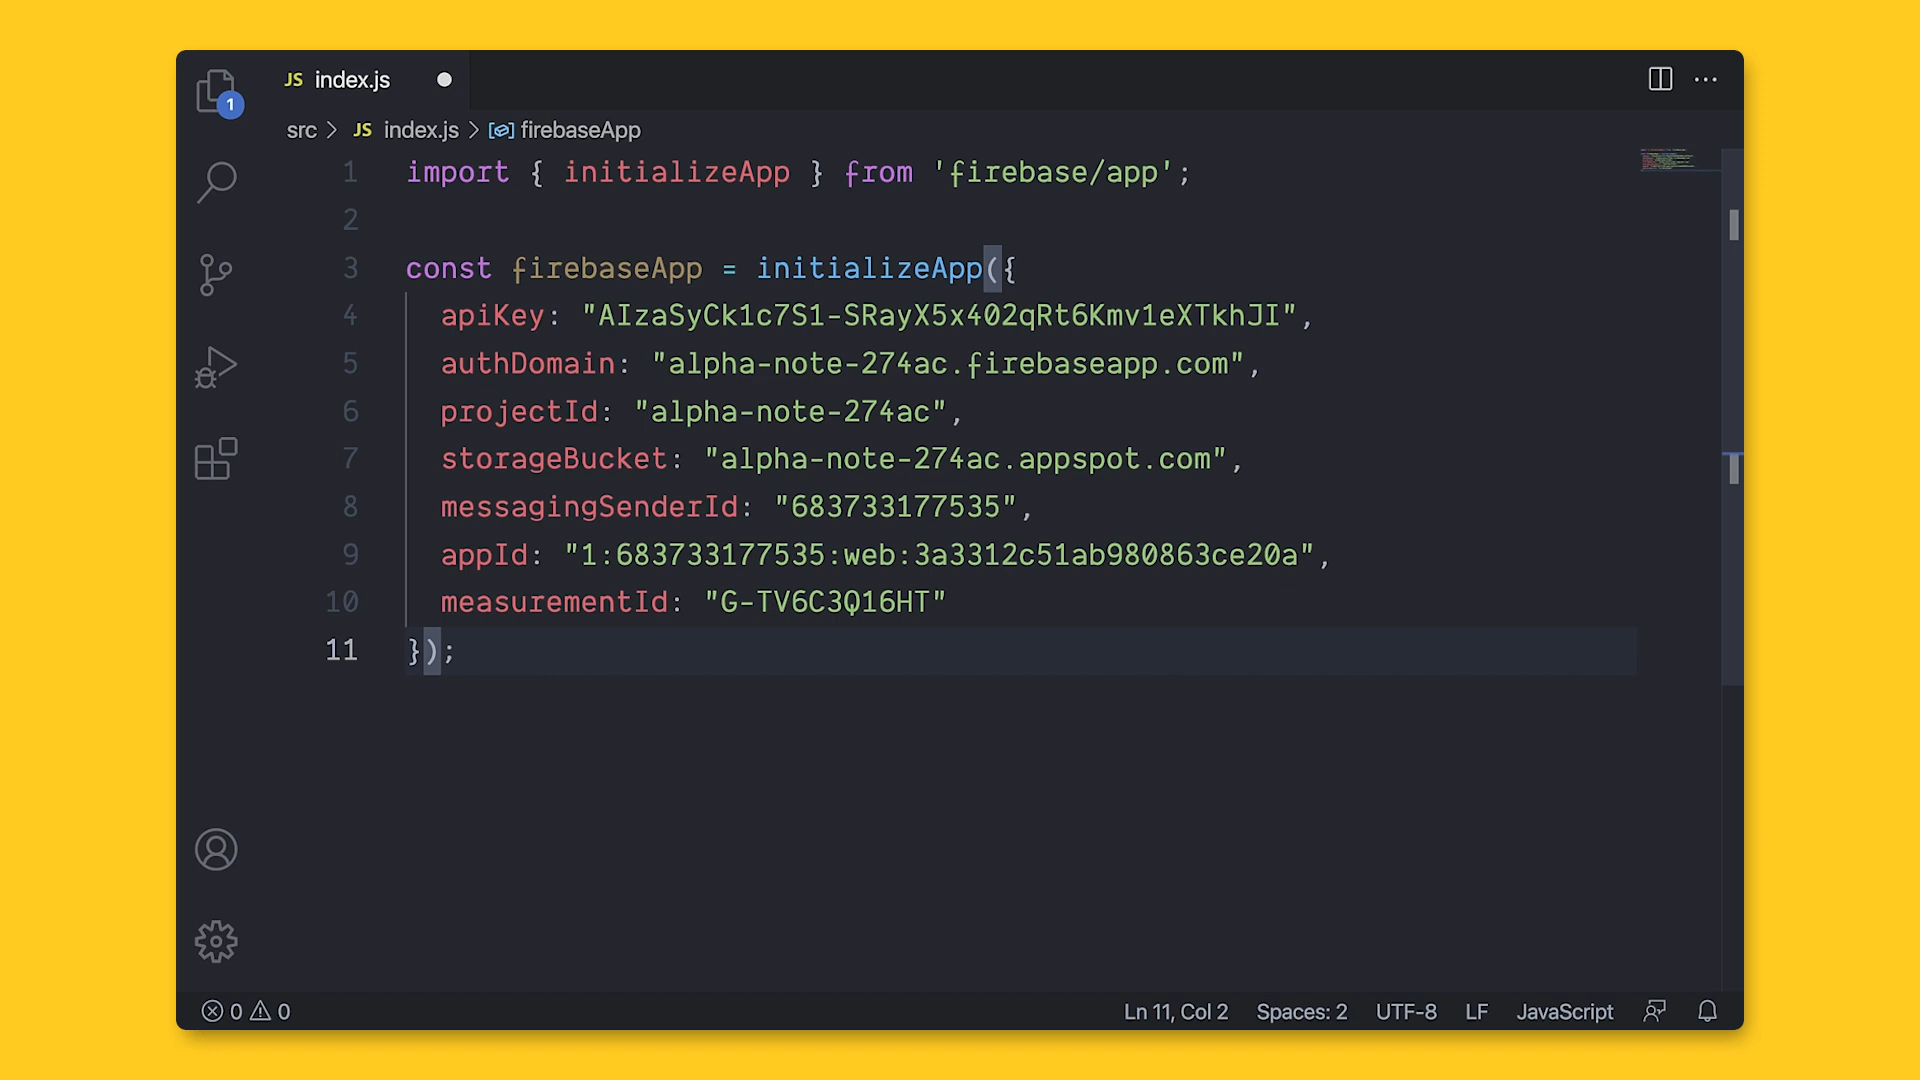 JS index.js
src > JS index.js > firebaseApp
1
1 import { initializeApp } from 'firebase/app';
2
3 const firebaseApp = initializeApp({
4 apiKey: "AIzaSyCk1c7S1-SRayX5x402qRt6Kmv1eXTkhJI",
5 authDomain: "alpha-note-274ac.firebaseapp.com",
6 projectId: "alpha-note-274ac",
7 storageBucket: "alpha-note-274ac.appspot.com",
8 messagingSenderId: "683733177535",
9 appId: "1:683733177535:web:3a3312c51ab980863ce20a",
10 measurementId: "G-TV6C3Q16HT"
11 });
0 0 Ln 11, Col 2 Spaces: 2 UTF-8 LF JavaScript